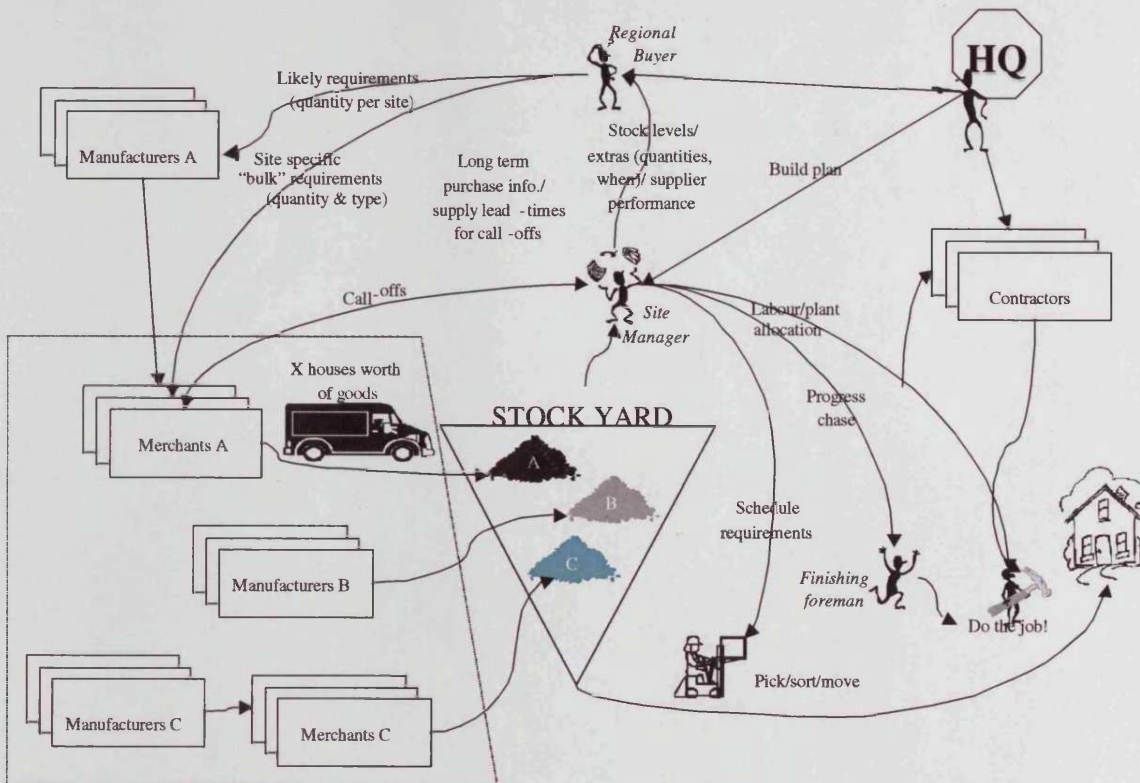 Regional
Buyer
HQ
Likely requirements
(quantity per site)
Manufacturers A
Site specific
“bulk” requirements
(quantity & type)
Long term
purchase info./
supply lead -times
for call -offs
Stock levels/
extras (quantities,
when)/ supplier
performance
Build plan
Contractors
Call-offs
Site
Manager
Labour/plant
allocation
X houses worth
of goods
Merchants A
STOCK YARD
Progress
chase
A
B
C
Schedule
requirements
Manufacturers B
Finishing
foreman
Do the job!
Pick/sort/move
Manufacturers C
Merchants C